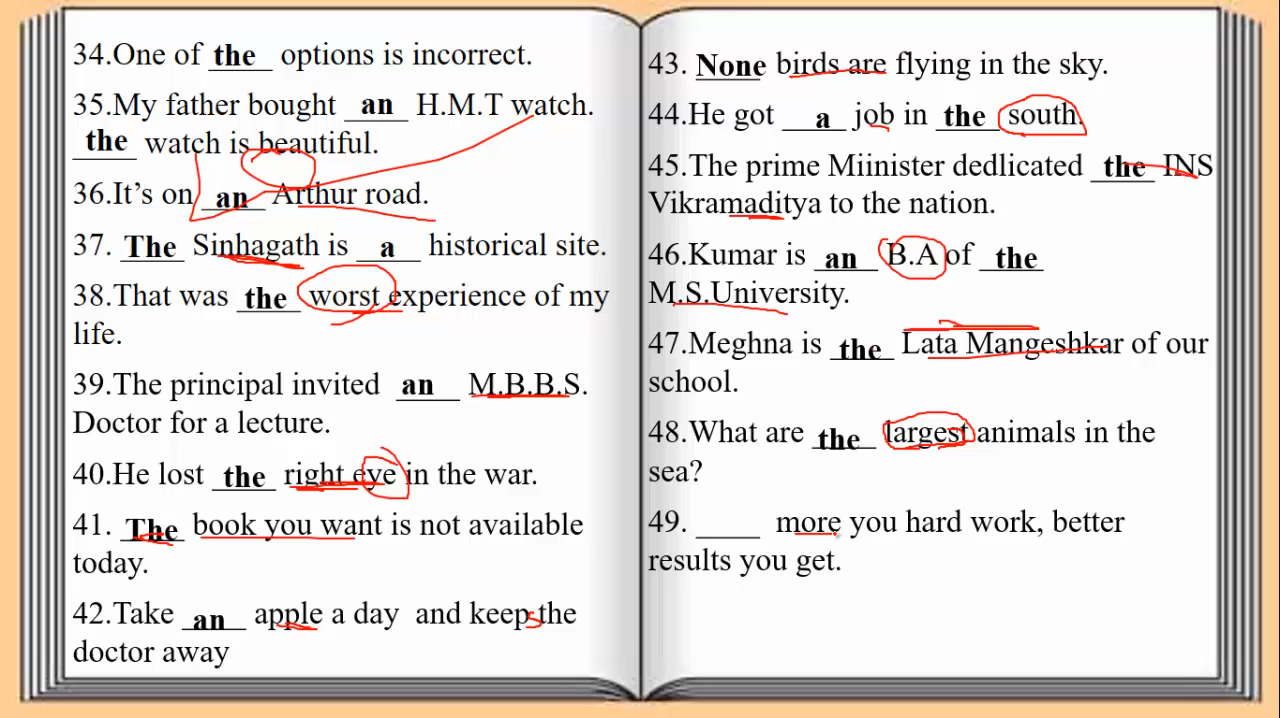 34.One of the options is incorrect.
35.My father bought an H.M.T watch.
the watch is beautiful.
36.It's on an Arthur road.
37. The Sinhagath is a historical site.
38.That was the worst experience of my
life.
39.The principal invited an M.B.B.S.
Doctor for a lecture.
40.He lost the right eye in the war.
41. The book you want is not available
today.
42.Take an apple a day and keeps the
doctor away
43. None birds are flying in the sky.
44.He got a job in the south.
45.The prime Miinister dedlicated the INS
Vikramaditya to the nation.
46.Kumar is an B.A of the
M.S.University.
47.Meghna is the Lata Mangeshkar of our
school.
48.What are the largest animals in the
sea?
49. ____ more you hard work, better
results you get.